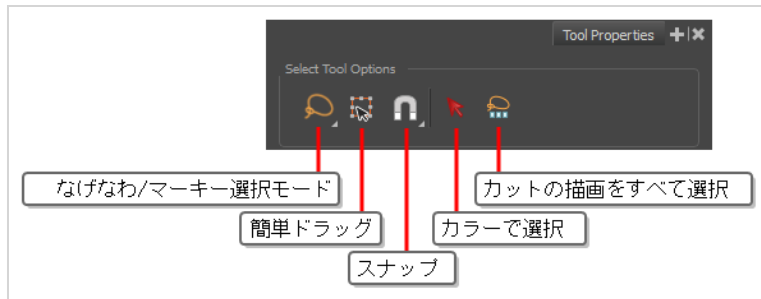 Tool Properties
Select Tool Options
なげなわ/マーキー選択モード
カットの描画をすべて選択
簡単ドラッグ
カラーで選択
スナップ